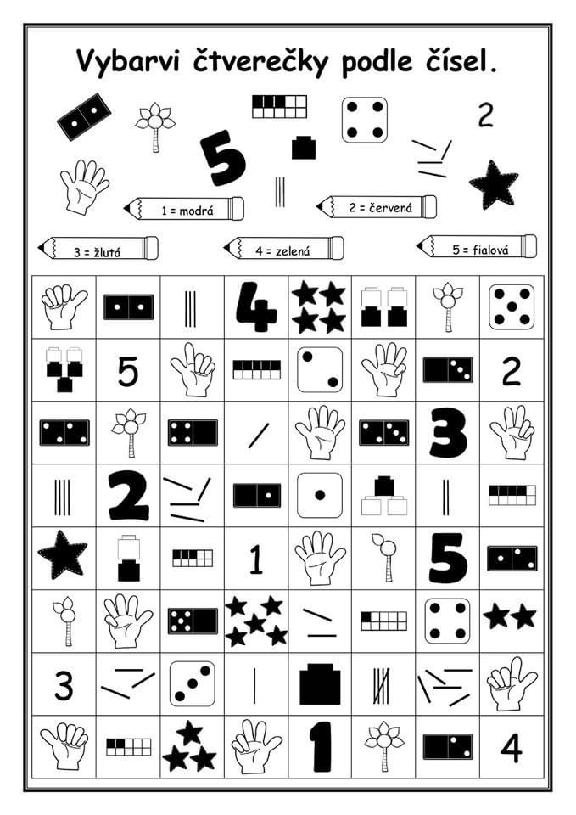 Vybarvi čtverečky podle čísel.
2
5
1 = modrá
2 = červená
3 = žlutá
4 = zelená
5 = fialová
4
5
2
3
2
1
5
3
1
4